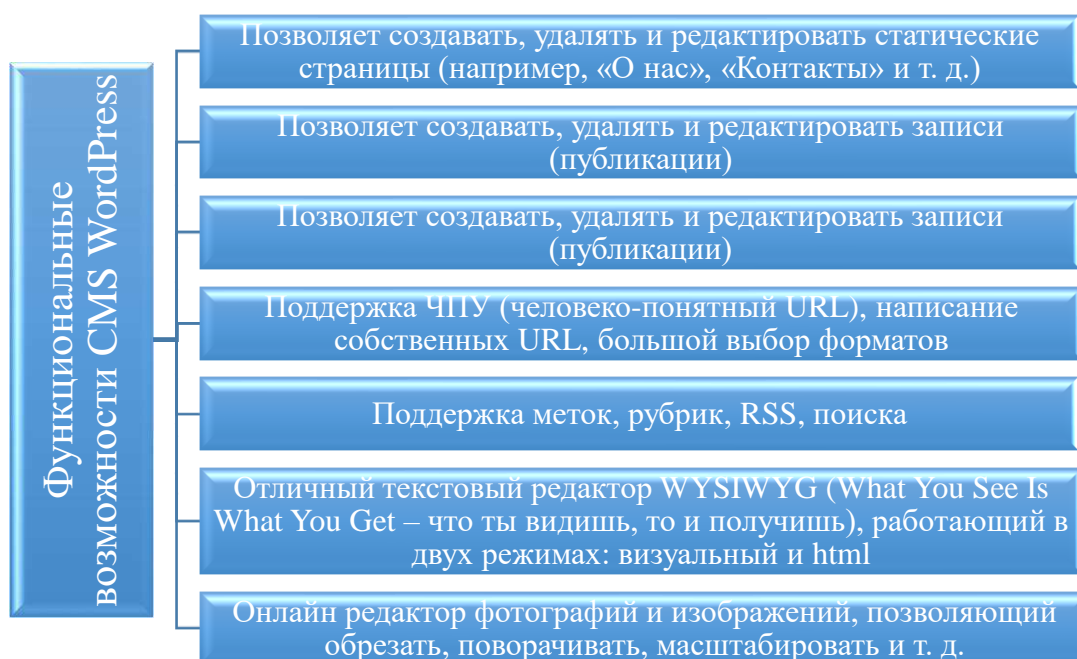 Функциональные
возможности CMS WordPress
Позволяет создавать, удалять и редактировать статические
страницы (например, «О нас», «Контакты» и т. д.)
Позволяет создавать, удалять и редактировать записи
(публикации)
Позволяет создавать, удалять и редактировать записи
(публикации)
Поддержка ЧПУ (человеко-понятный URL), написание
собственных URL, большой выбор форматов
Поддержка меток, рубрик, RSS, поиска
Отличный текстовый редактор WYSIWYG (What You See Is
What You Get – что ты видишь, то и получишь), работающий в
двух режимах: визуальный и html
Онлайн редактор фотографий и изображений, позволяющий
обрезать, поворачивать, масштабировать и т. д.